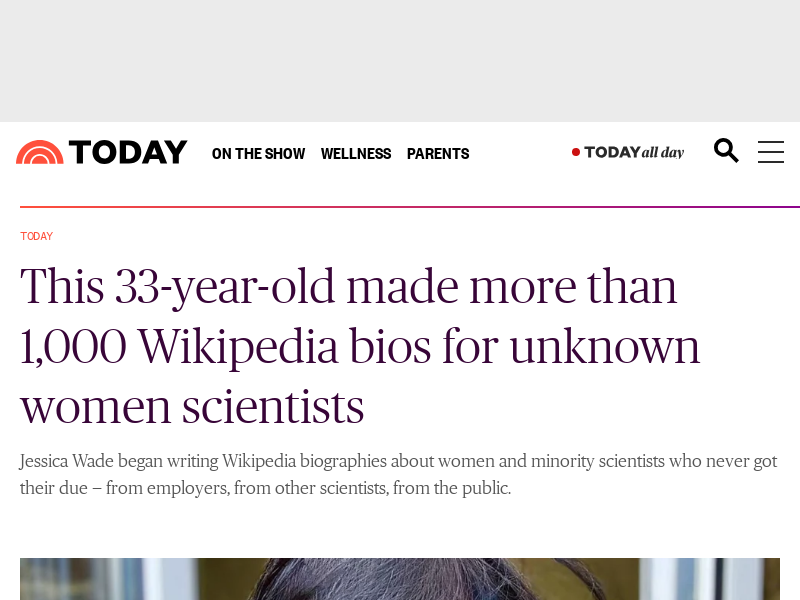 TODAY ON THE SHOW WELLNESS PARENTS TODAY all day
TODAY
This 33-year-old made more than
1,000 Wikipedia bios for unknown
women scientists
Jessica Wade began writing Wikipedia biographies about women and minority scientists who never got
their due — from employers, from other scientists, from the public.